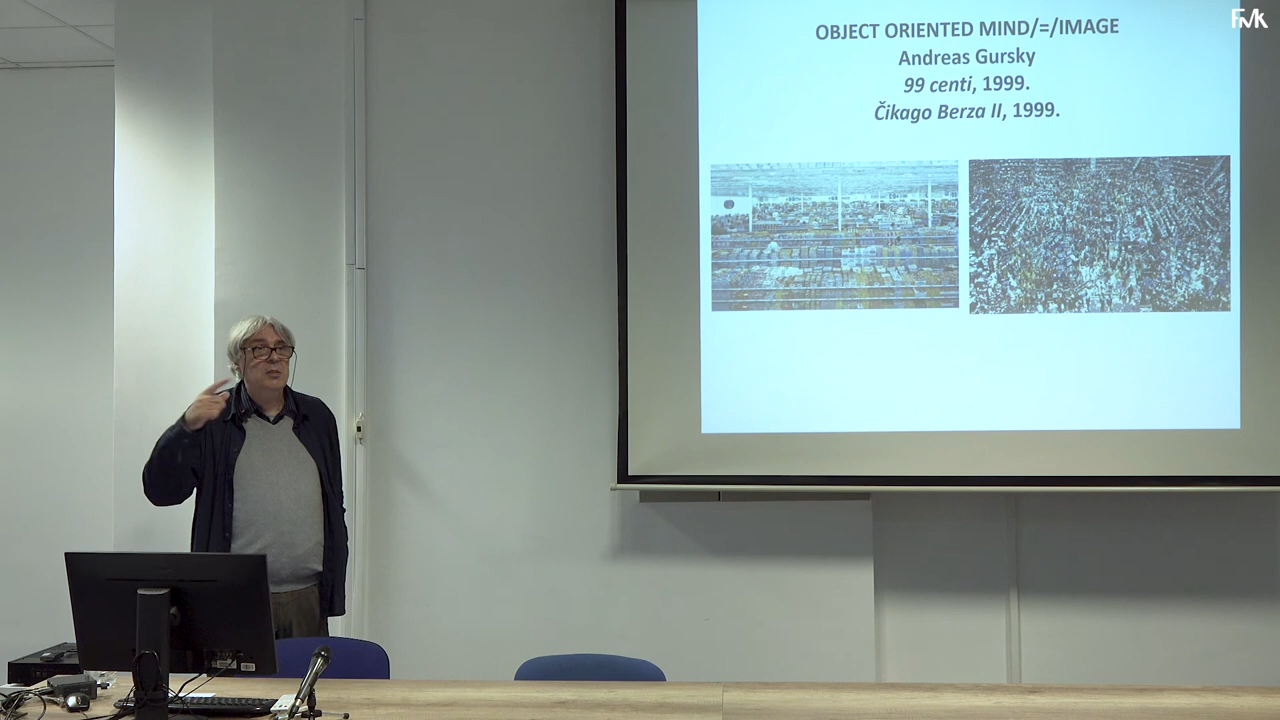 FMK
OBJECT ORIENTED MIND/=/IMAGE
Andreas Gursky
99 centi, 1999.
Čikago Berza II, 1999.